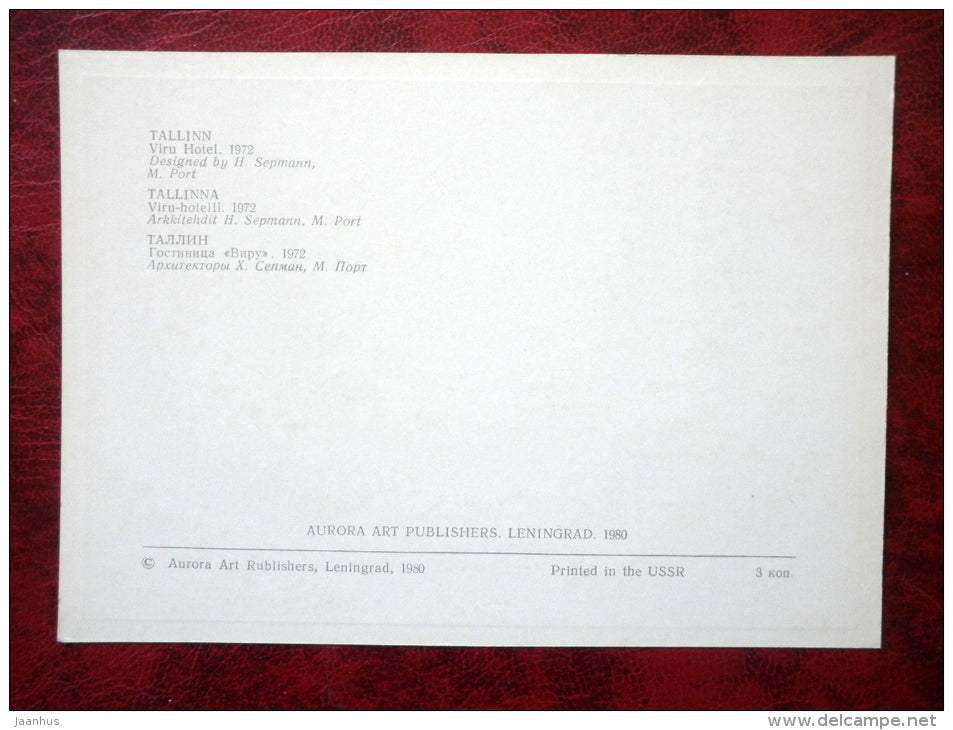 TALLINN
Viru Hotel. 1972
Designed by H. Sepmann,
M. Port
TALLINNA
Viru-hotelli. 1972
Arkkitehdit H. Sepmann, M. Port
ТАЛЛИН
Гостиница «Виру». 1972
Архитекторы Х. Сепман, М. Порт
AURORA ART PUBLISHERS. LENINGRAD. 1980
© Aurora Art Rublishers, Leningrad, 1980 Printed in the USSR 3 коп.
jaanhus www.delcampe.net